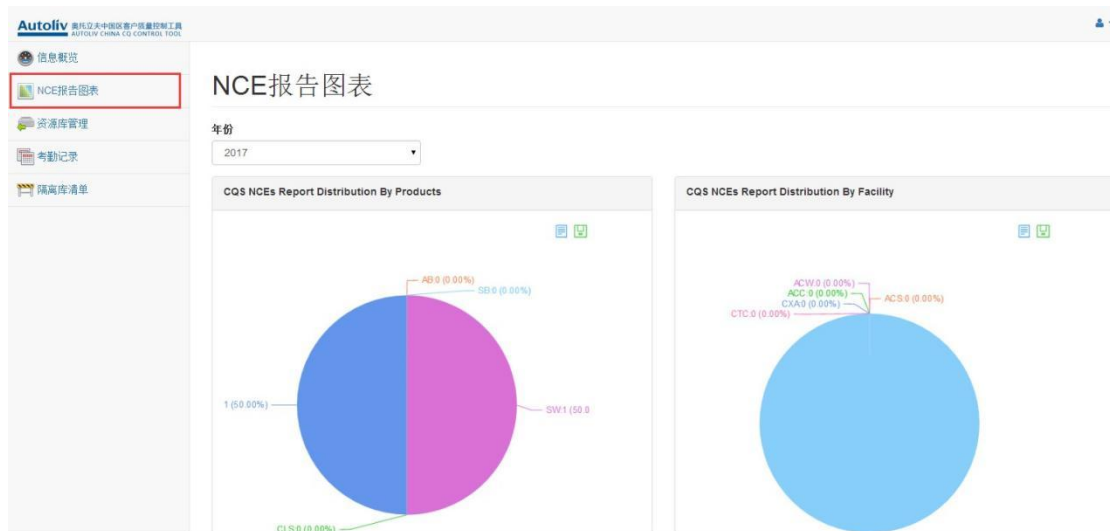 Autoliv 奥托立夫中国区客户质量控制工具
AUTOLIV CHINA CQ CONTROL TOOL
信息概览
NCE报告图表
资源库管理
考勤记录
隔离库清单
NCE报告图表
年份
2017
CQS NCEs Report Distribution By Products
AB:0 (0.00%)
SB:0 (0.00%)
1 (50.00%)
SW:1 (50.0
CLS:0 (0.00%)
CQS NCEs Report Distribution By Facility
ACW:0 (0.00%)
ACC:0 (0.00%)
ACS:0 (0.00%)
CXA:0 (0.00%)
CTC:0 (0.00%)